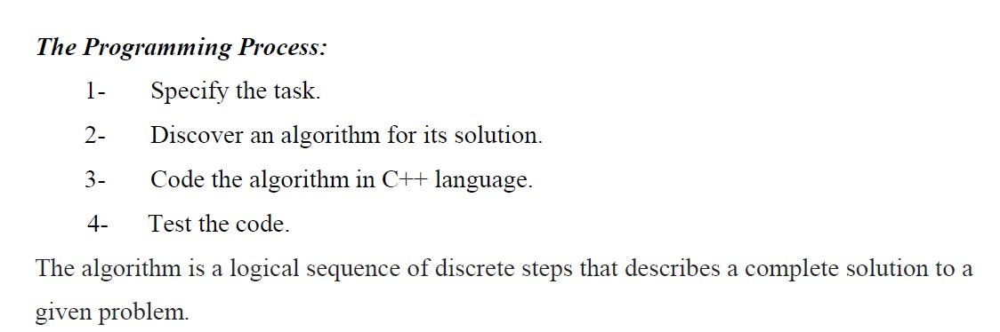 The Programming Process:
1- Specify the task.
2- Discover an algorithm for its solution.
3- Code the algorithm in C++ language.
4- Test the code.
The algorithm is a logical sequence of discrete steps that describes a complete solution to a
given problem.